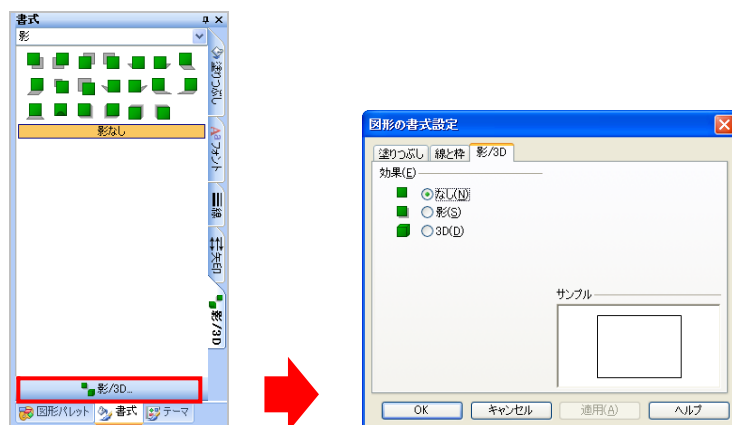 書式
影
影なし
塗りつぶし
Aa フォント
線
矢印
影/3D
影/3D...
図形パレット 書式 テーマ
図形の書式設定
塗りつぶし 線と枠 影/3D
効果(E)
なし(N)
影(S)
3D(D)
サンプル
OK キャンセル 適用(A) ヘルプ